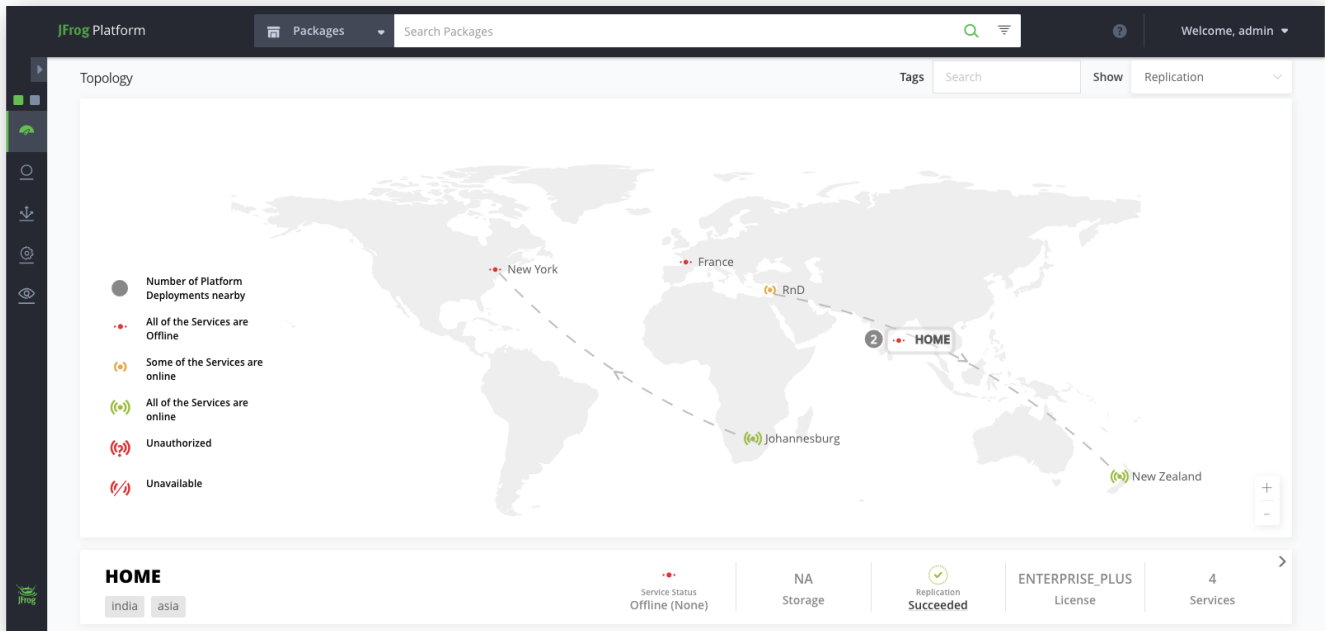 JFrog Platform
Packages
Search Packages
?
Welcome, admin
Topology
Tags
Search
Show
Replication
New York
France
RnD
2
HOME
Johannesburg
New Zealand
Number of Platform
Deployments nearby
All of the Services are
Offline
Some of the Services are
online
All of the Services are
online
?
Unauthorized
Unavailable
+
−
HOME
india
asia
Service Status
Offline (None)
NA
Storage
Replication
Succeeded
ENTERPRISE_PLUS
License
4
Services
JFrog